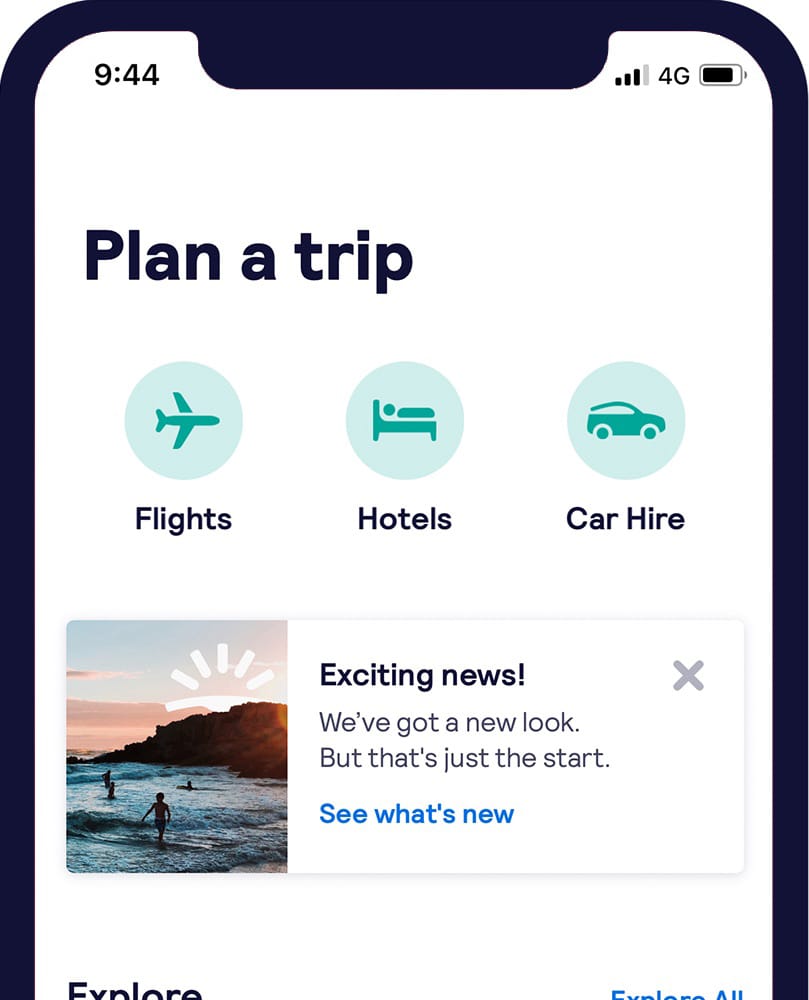 9:44 4G
Plan a trip
Flights Hotels Car Hire
Exciting news!
We’ve got a new look.
But that's just the start.
See what's new
Explore Explore All